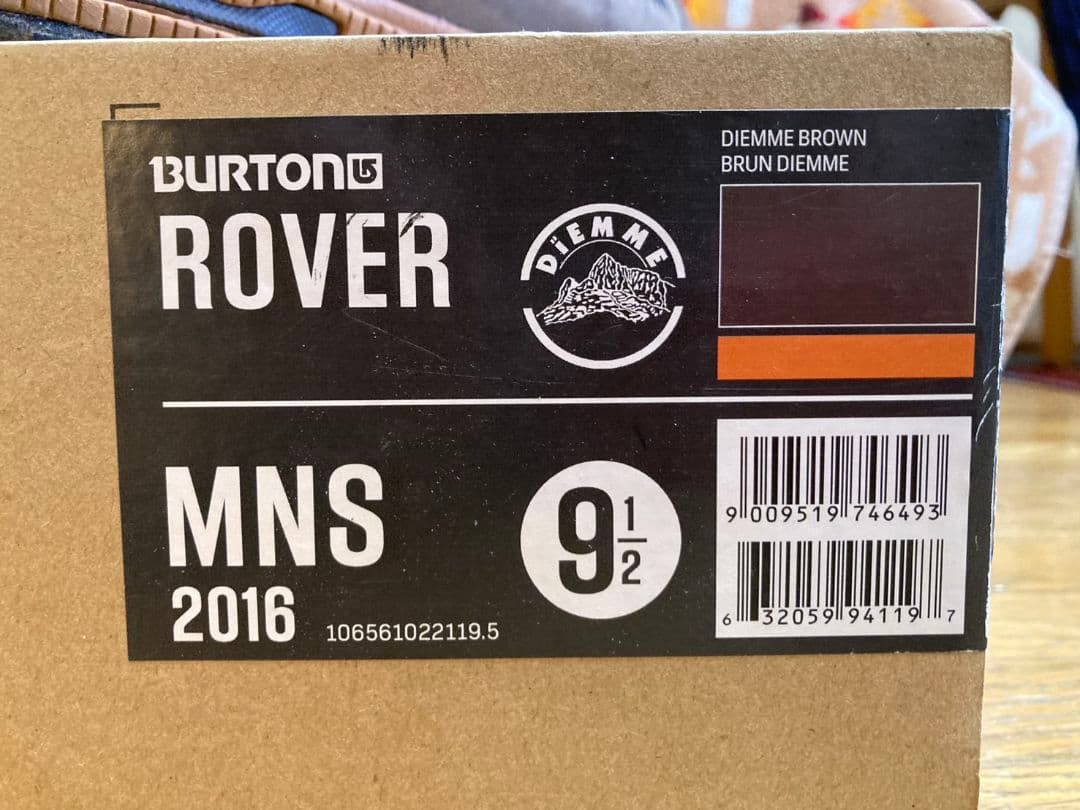 BURTON
ROVER
DIEMME
DIEMME BROWN
BRUN DIEMME
MNS
2016
106561022119.5
9 1/2
9 009519 746493
6 32059 94119 7